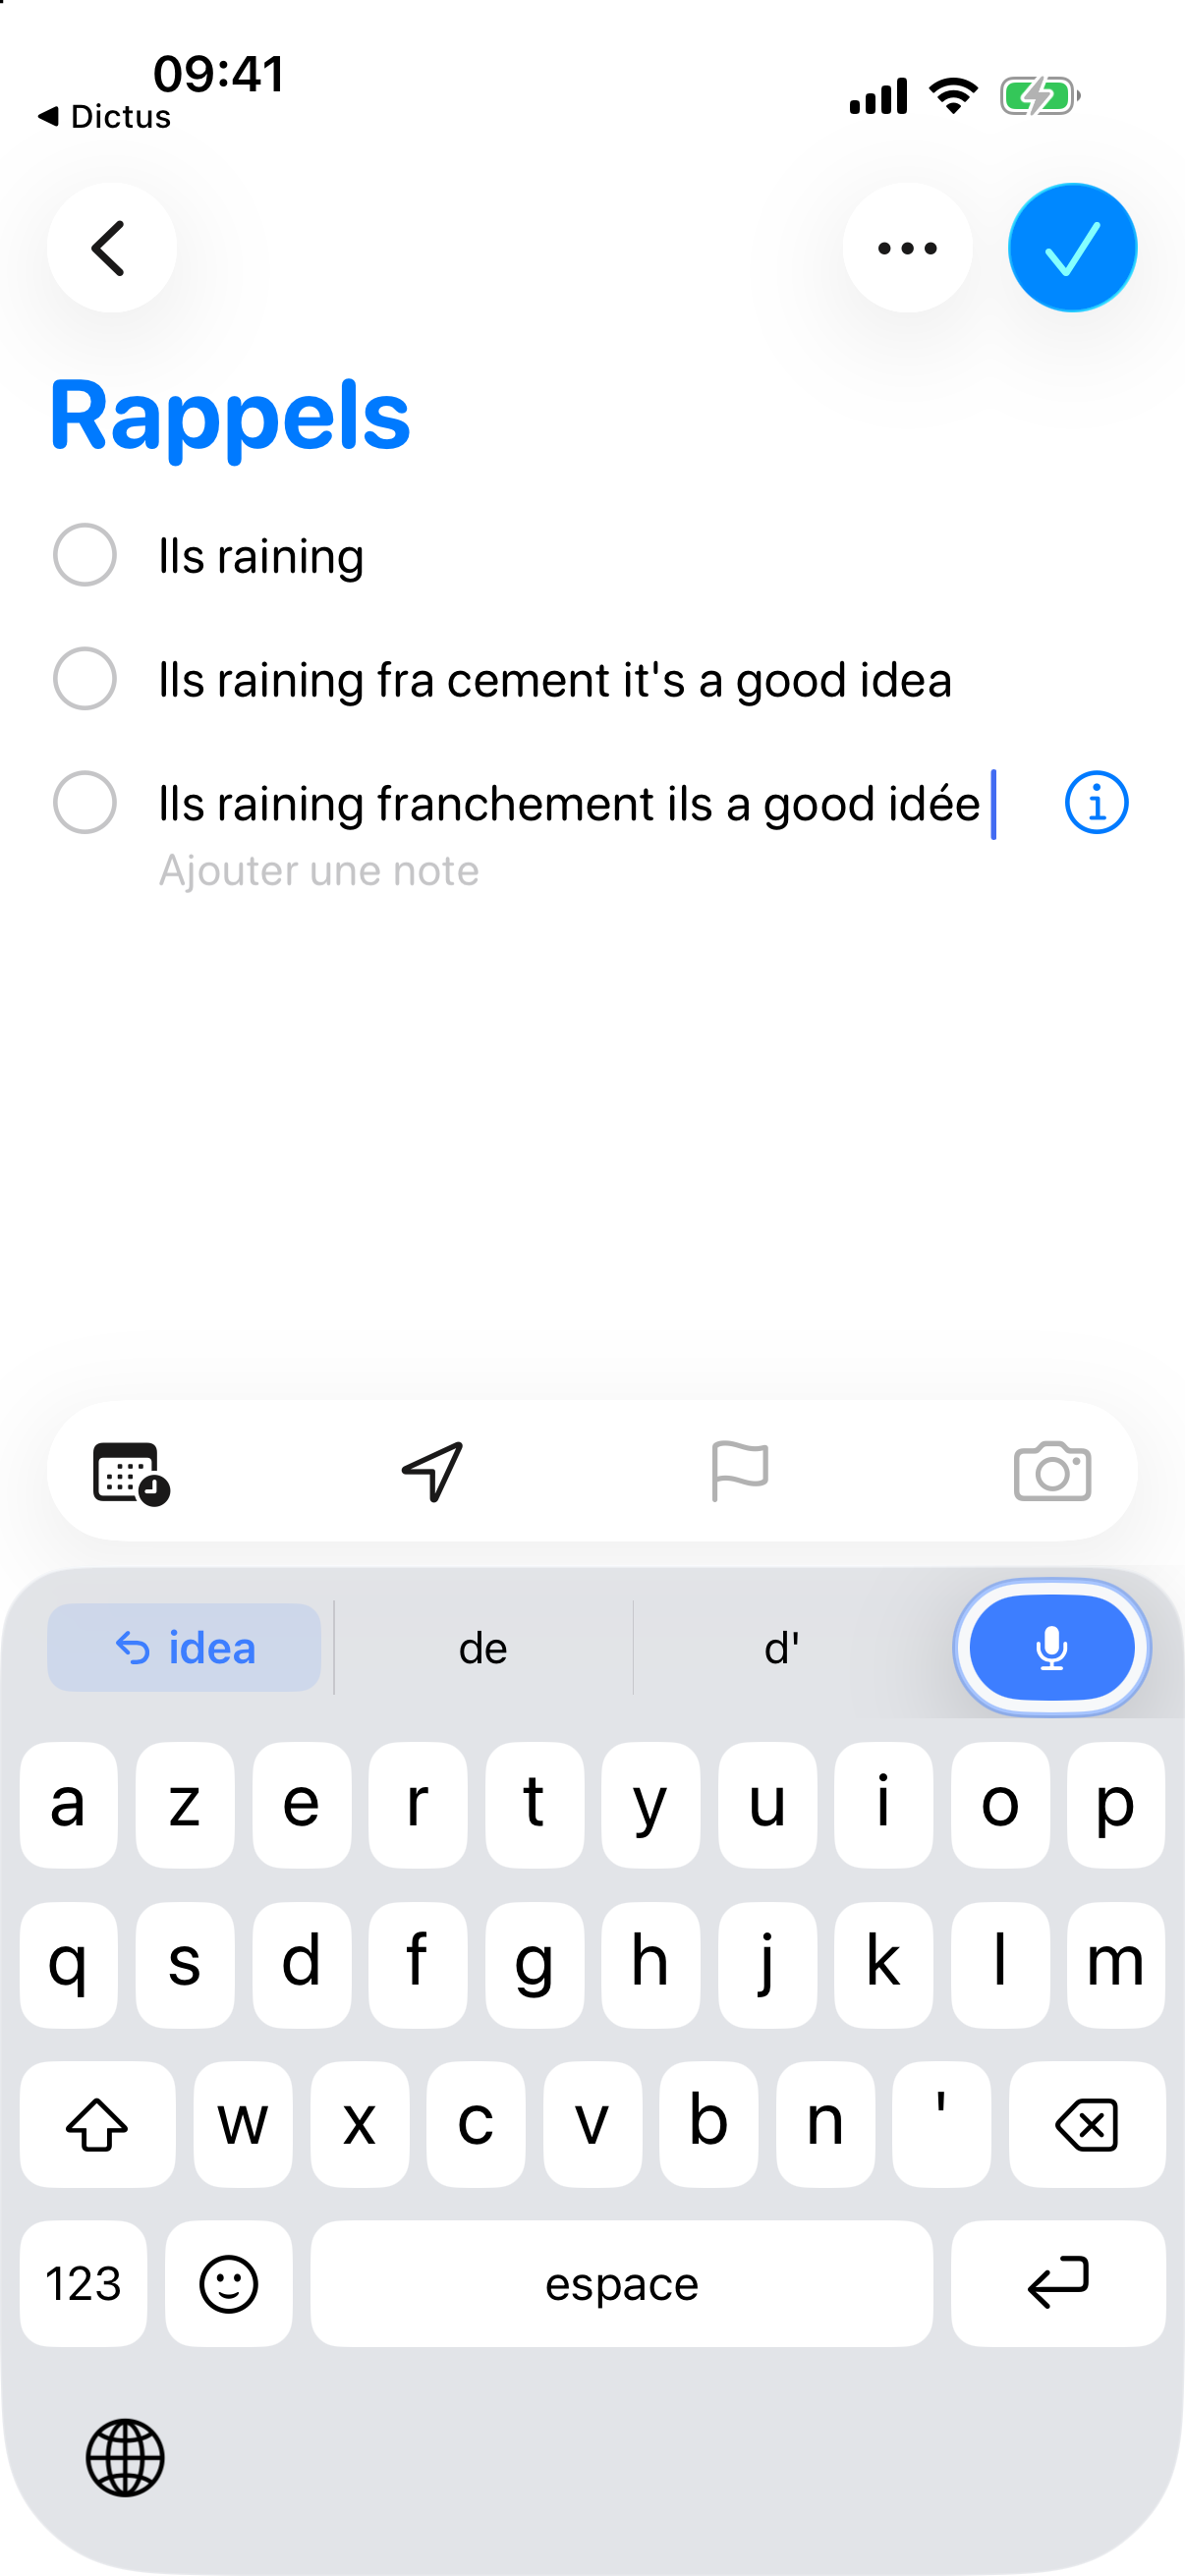 09:41
Dictus
Rappels
Ils raining
Ils raining fra cement it's a good idea
Ils raining franchement ils a good idée
Ajouter une note
idea de d'
a z e r t y u i o p
q s d f g h j k l m
w x c v b n '
123 espace